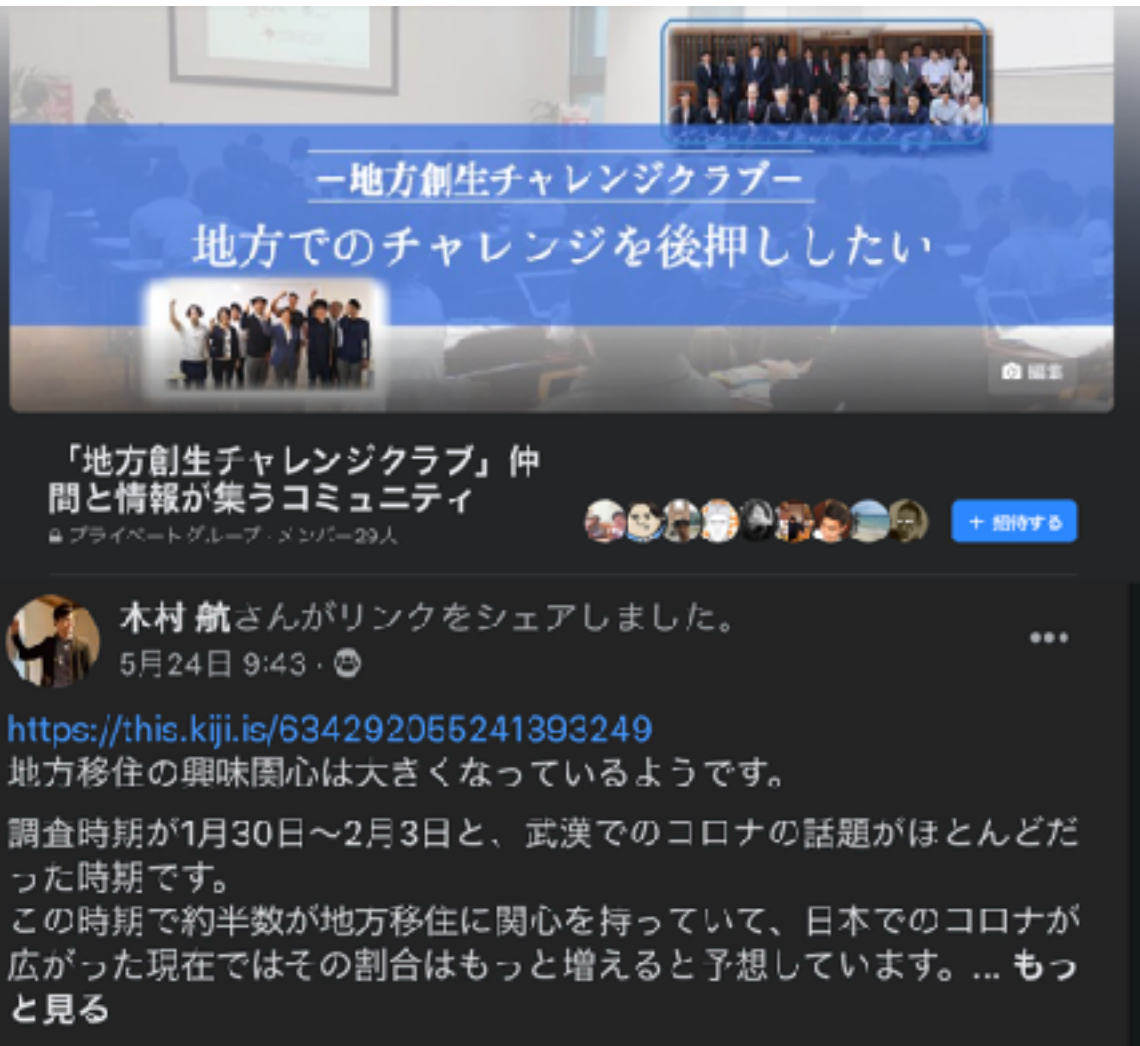 ー地方創生チャレンジクラブー
地方でのチャレンジを後押ししたい
編集
「地方創生チャレンジクラブ」仲
間と情報が集うコミュニティ
プライベートグループ · メンバー29人
+ 招待する
木村 航さんがリンクをシェアしました。
5月24日 9:43 ·
https://this.kiji.is/634292055241393249
地方移住の興味関心は大きくなっているようです。
調査時期が1月30日〜2月3日と、武漢でのコロナの話題がほとんどだ
った時期です。
この時期で約半数が地方移住に関心を持っていて、日本でのコロナが
広がった現在ではその割合はもっと増えると予想しています。... もっ
と見る